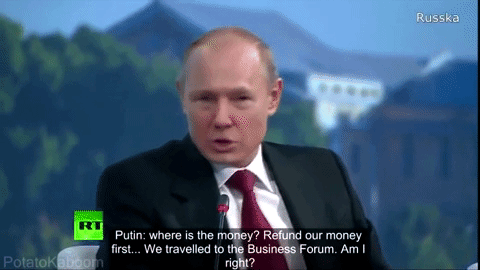 Russka
RT
Putin: where is the money? Refund our money
first... We travelled to the Business Forum. Am I
right?
PotatoKaboom